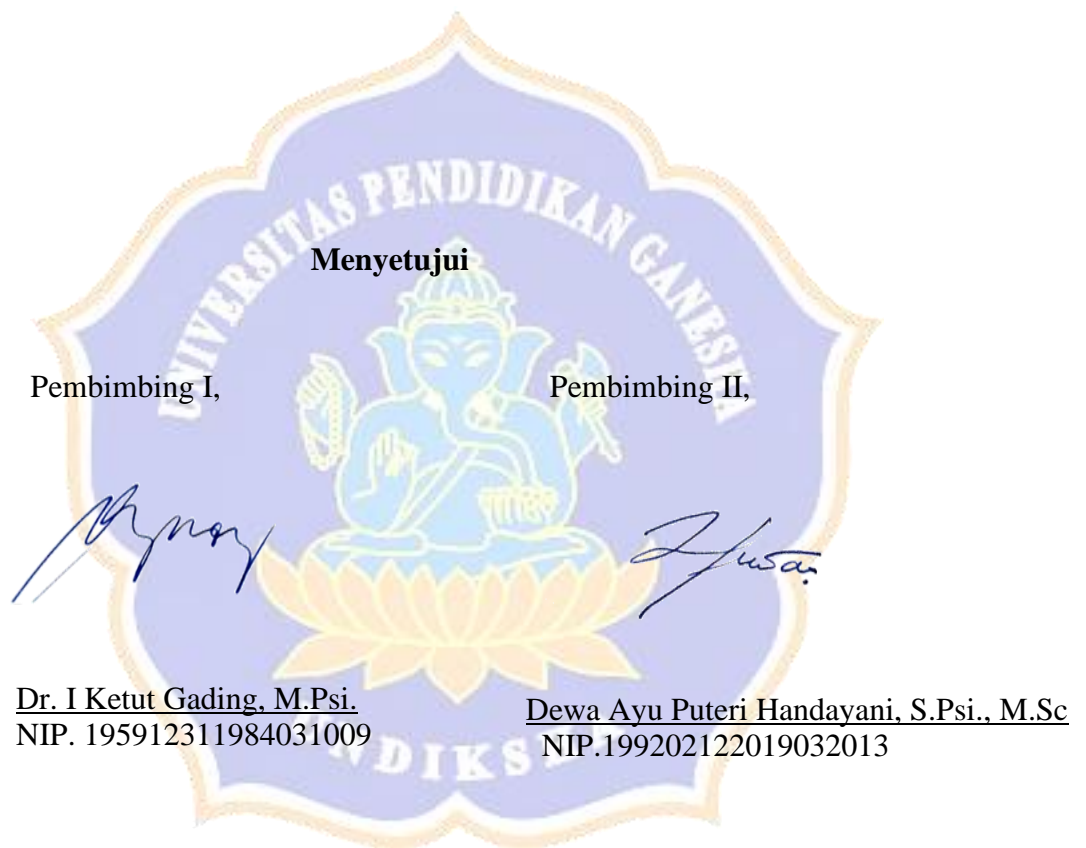 UNIVERSITAS PENDIDIKAN GANESHA
Menyetujui
Pembimbing I,
Pembimbing II,
Dr. I Ketut Gading, M.Psi.
NIP. 195912311984031009
Dewa Ayu Puteri Handayani, S.Psi., M.Sc
NIP.199202122019032013